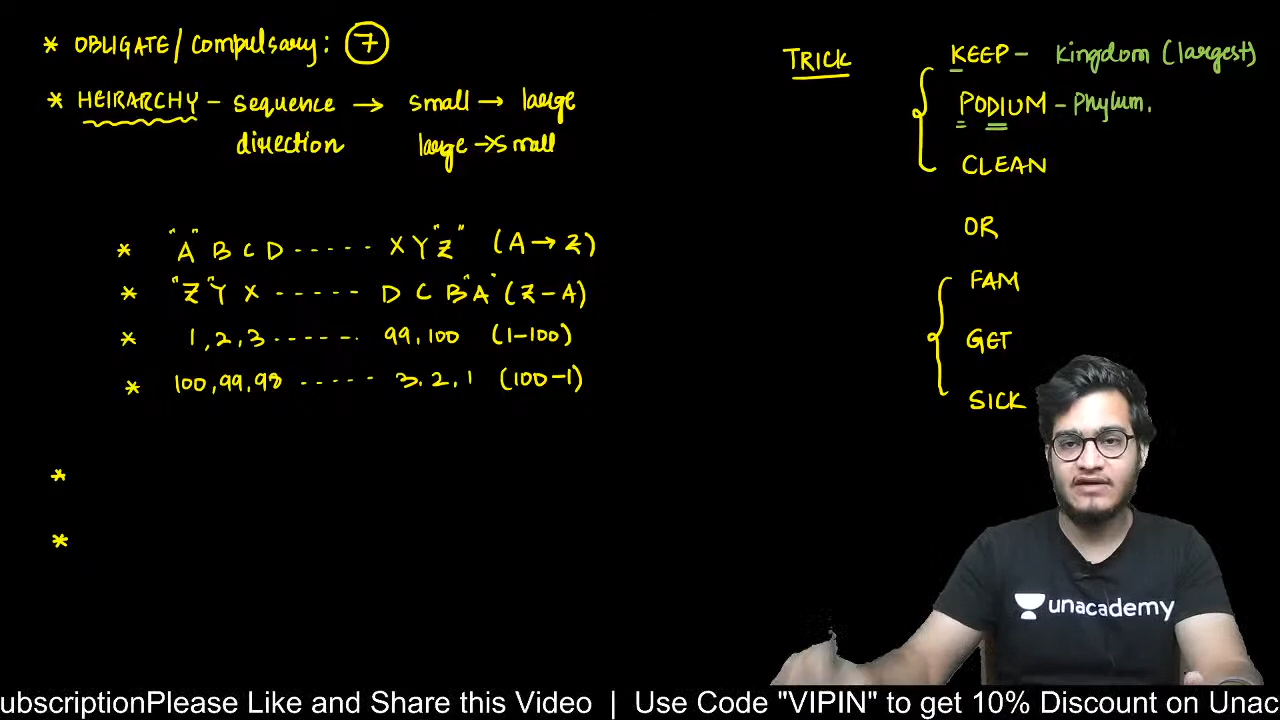 * OBLIGATE/Compulsary: 7
* HEIRARCHY - sequence → small → large
direction large → small
* "A" B C D ------ X Y "Z" (A → Z)
* "Z" Y X ------ D C B "A" (Z - A)
* 1, 2, 3 ------ 99, 100 (1-100)
* 100, 99, 98 ------ 3, 2, 1 (100-1)
*
*
TRICK
KEEP - Kingdom (largest)
PODIUM - Phylum.
CLEAN
OR
FAM
GET
SICK
unacademy
ubscriptionPlease Like and Share this Video | Use Code "VIPIN" to get 10% Discount on Unac